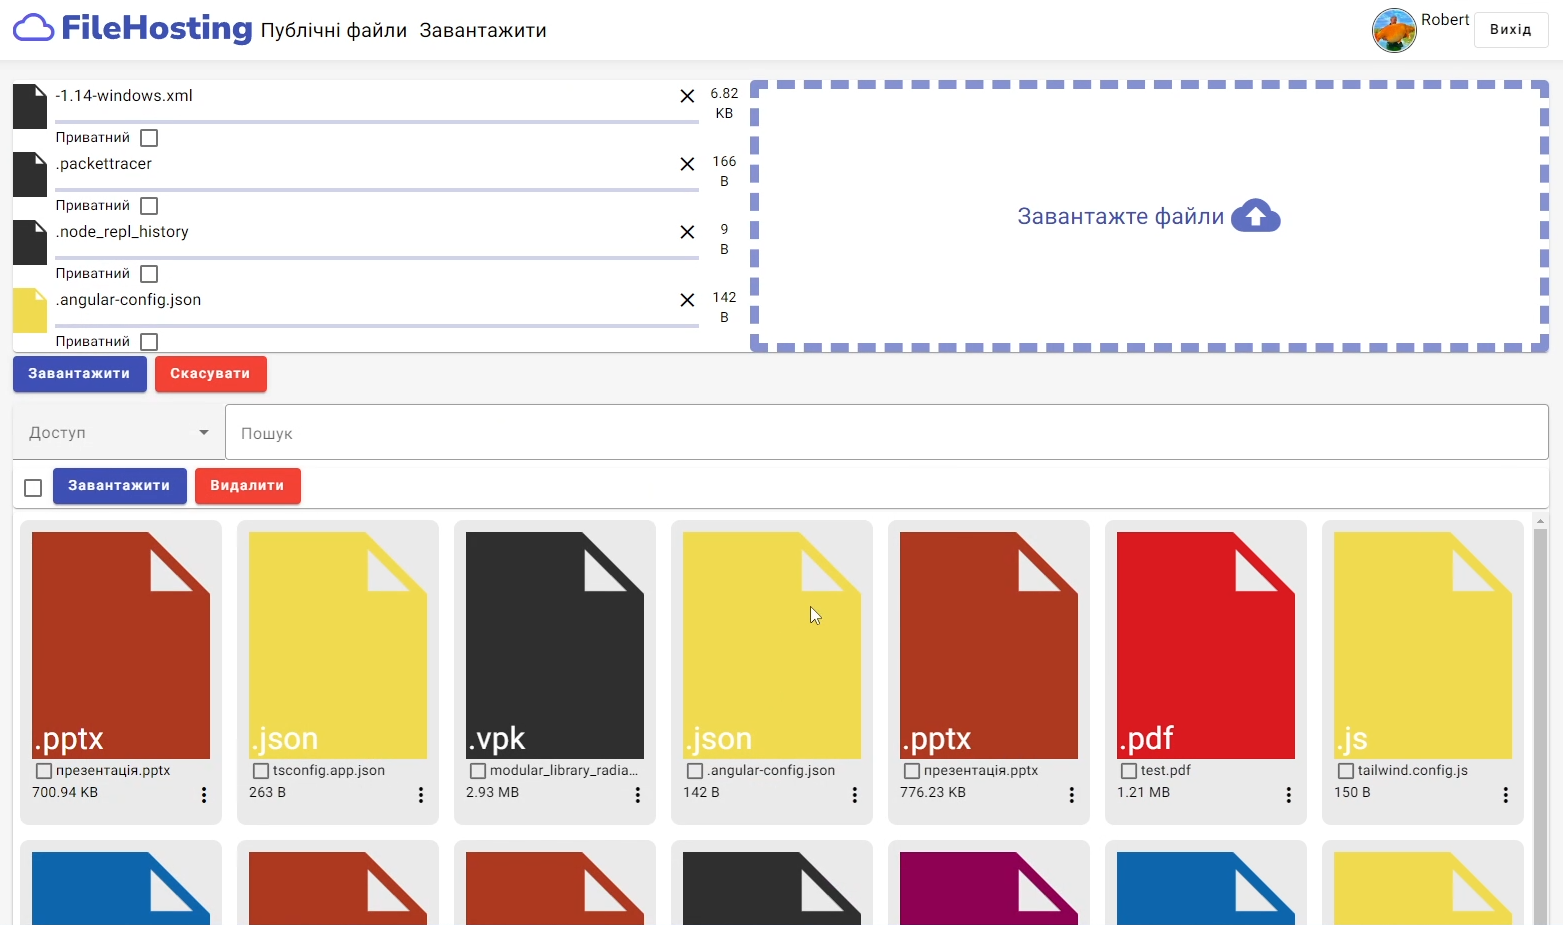 FileHosting Публічні файли Завантажити Robert Вихід
-1.14-windows.xml 6.82 KB
Приватний
.packettracer 166 B
Приватний
.node_repl_history 9 B
Приватний
.angular-config.json 142 B
Приватний
Завантажте файли
Завантажити Скасувати
Доступ Пошук
Завантажити Видалити
.pptx .json .vpk .json .pptx .pdf .js
презентація.pptx tsconfig.app.json modular_library_radia... .angular-config.json презентація.pptx test.pdf tailwind.config.js
700.94 KB 263 B 2.93 MB 142 B 776.23 KB 1.21 MB 150 B